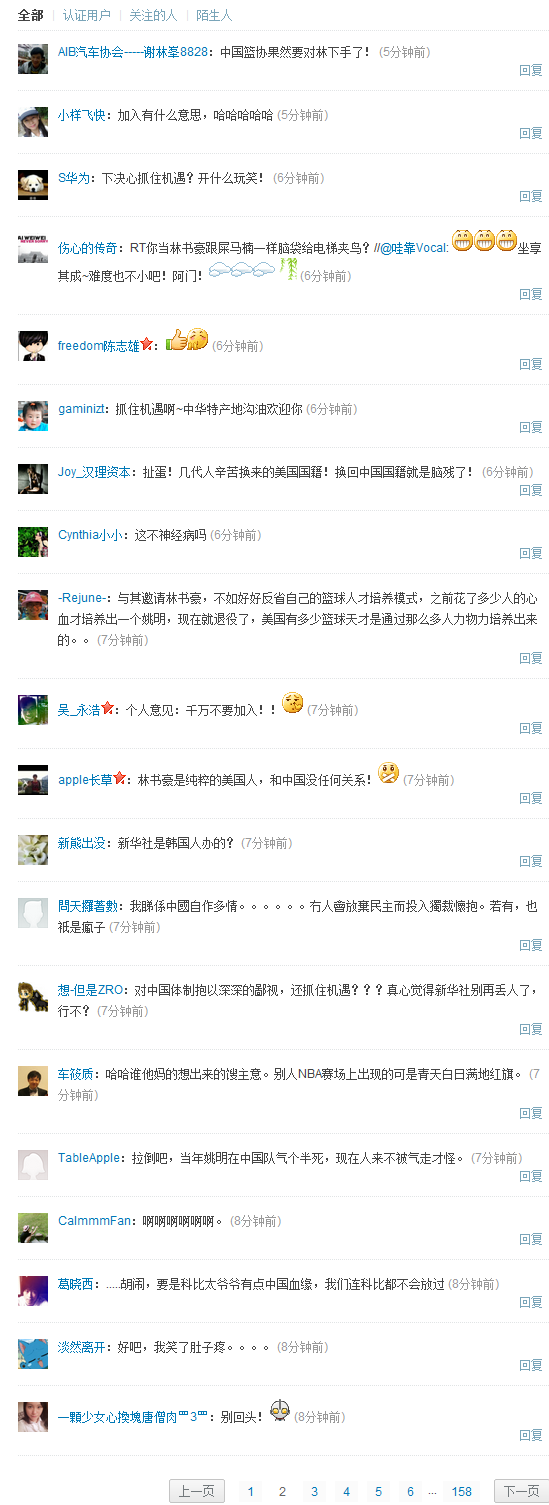 全部 | 认证用户 | 关注的人 | 陌生人
AIB汽车协会-----谢林峯8828：中国篮协果然要对林下手了！ (5分钟前)
回复
小样飞快：加入有什么意思，哈哈哈哈哈 (5分钟前)
回复
S华为：下决心抓住机遇？开什么玩笑！ (6分钟前)
回复
伤心的传奇：RT你当林书豪跟屎马楠一样脑袋给电梯夹鸟？//@哇靠Vocal: 坐享
其成~难度也不小吧！阿门！ (6分钟前)
回复
freedom陈志雄： (6分钟前)
回复
gaminizt：抓住机遇啊~中华特产地沟油欢迎你 (6分钟前)
回复
Joy_汉理资本：扯蛋！几代人辛苦换来的美国国籍！换回中国国籍就是脑残了！ (6分钟前)
回复
Cynthia小小：这不神经病吗 (6分钟前)
回复
-Rejune-：与其邀请林书豪，不如好好反省自己的篮球人才培养模式，之前花了多少人的心
血才培养出一个姚明，现在就退役了，美国有多少篮球天才是通过那么多人力物力培养出来
的。。 (7分钟前)
回复
吴_永浩：个人意见：千万不要加入！！ (7分钟前)
回复
apple长草：林书豪是纯粹的美国人，和中国没任何关系！ (7分钟前)
回复
新熊出没：新华社是韩国人办的？ (7分钟前)
回复
問天攞著數：我睇係中國自作多情。。。。。。冇人會放棄民主而投入獨裁懷抱。若有，也
祗是瘋子 (7分钟前)
回复
想-但是ZRO：对中国体制抱以深深的鄙视，还抓住机遇？？？真心觉得新华社别再丢人了，
行不？ (7分钟前)
回复
车筱质：哈哈谁他妈的想出来的馊主意。别人NBA赛场上出现的可是青天白日满地红旗。 (7
分钟前)
回复
TableApple：拉倒吧，当年姚明在中国队气个半死，现在人来不被气走才怪。 (7分钟前)
回复
CalmmmFan：啊啊啊啊啊啊。 (8分钟前)
回复
葛晓西：.....胡闹，要是科比太爷爷有点中国血缘，我们连科比都不会放过 (8分钟前)
回复
淡然离开：好吧，我笑了肚子疼。。。。 (8分钟前)
回复
一顆少女心換塊唐僧肉罒3罒：别回头！ (8分钟前)
回复
上一页 1 2 3 4 5 6 ... 158 下一页